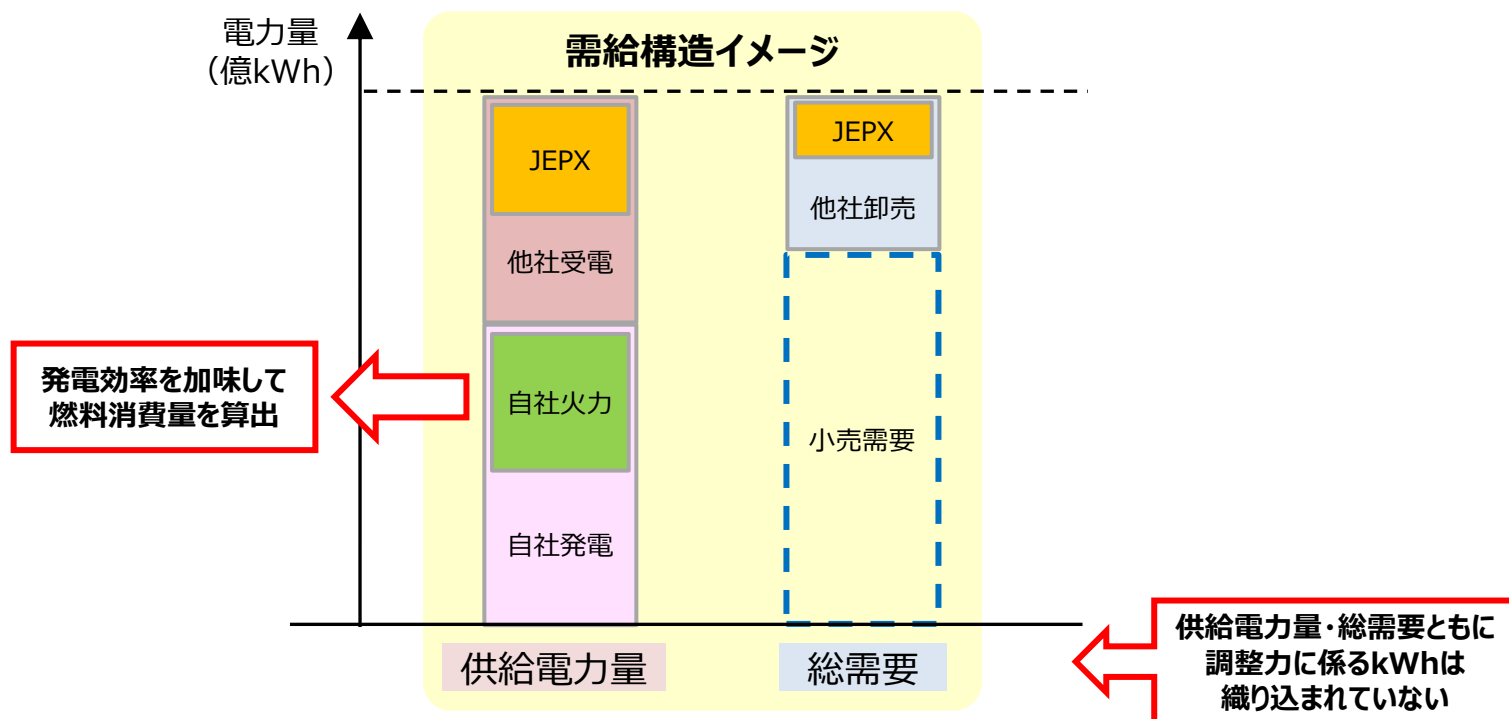 電力量
（億kWh）
需給構造イメージ
JEPX
他社受電
自社火力
自社発電
JEPX
他社卸売
小売需要
発電効率を加味して
燃料消費量を算出
供給電力量
総需要
供給電力量・総需要ともに
調整力に係るkWhは
織り込まれていない